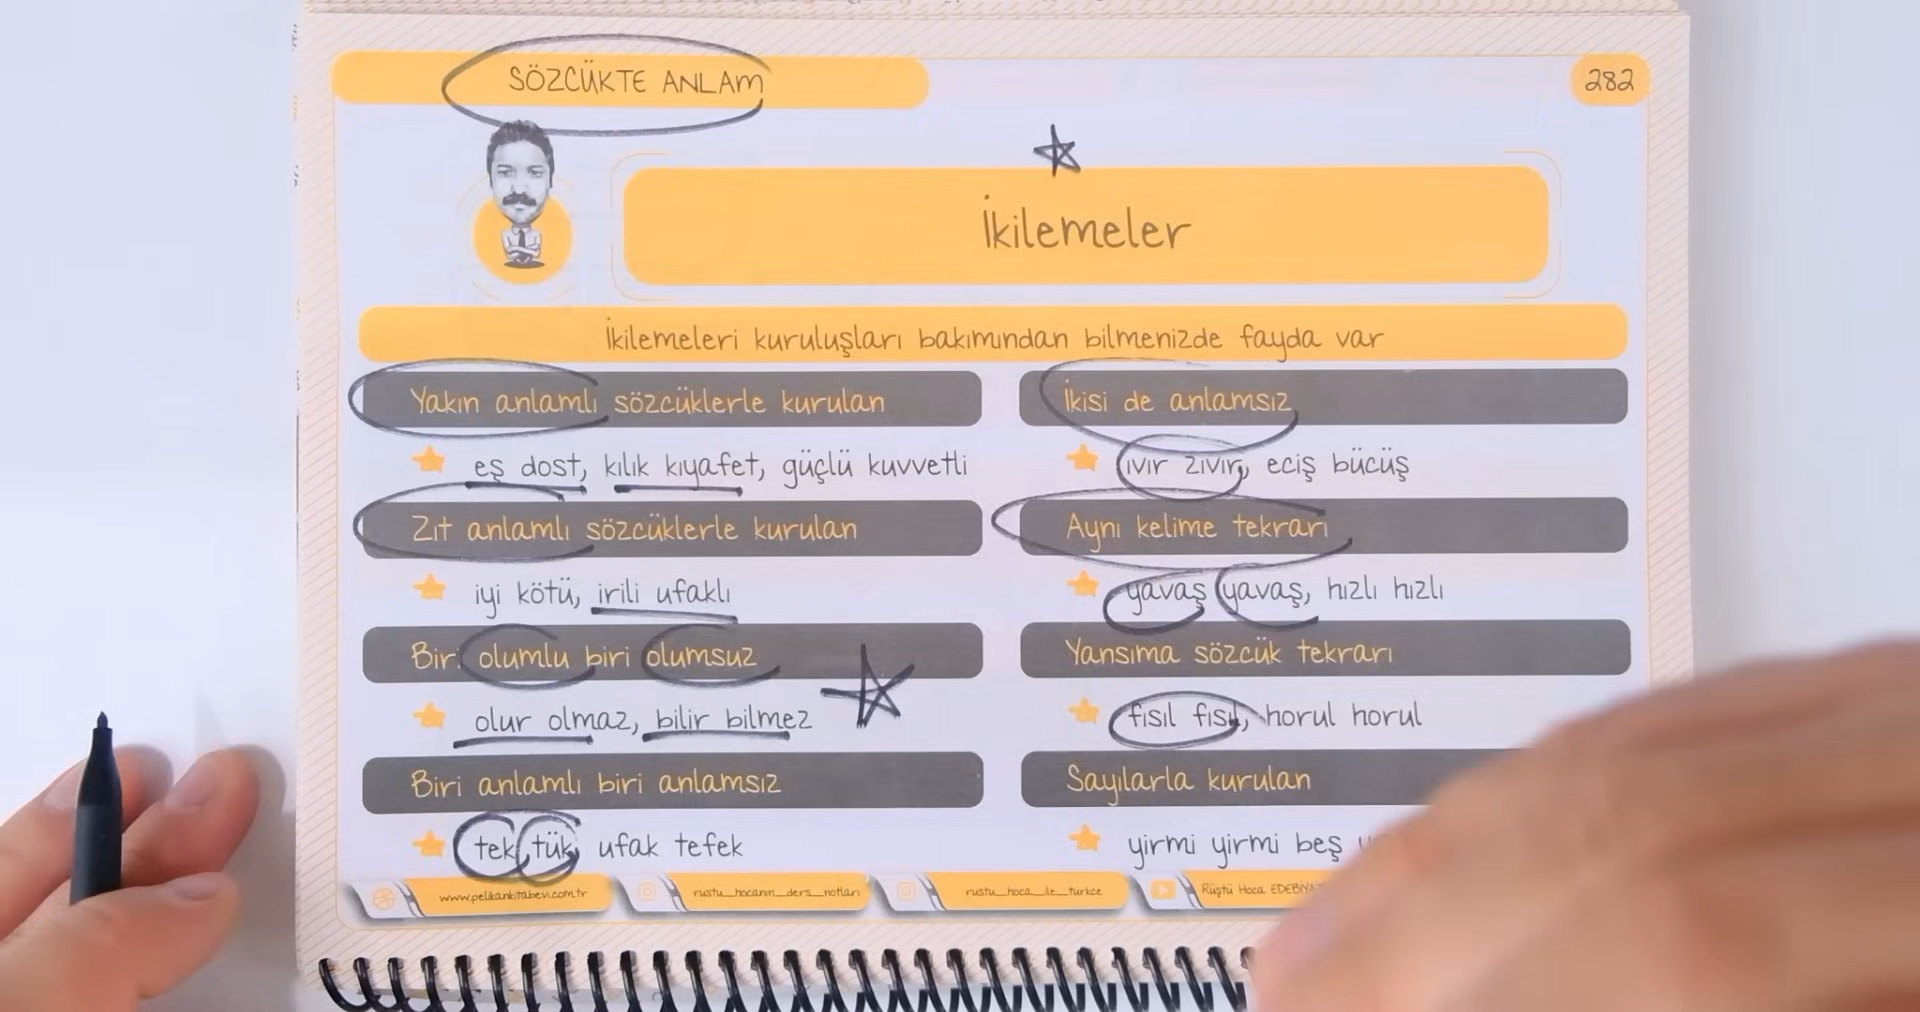 SÖZCÜKTE ANLAM
282
İkilemeler
İkilemeleri kuruluşları bakımından bilmenizde fayda var
Yakın anlamlı sözcüklerle kurulan
eş dost, kılık kıyafet, güçlü kuvvetli
Zıt anlamlı sözcüklerle kurulan
iyi kötü, irili ufaklı
Biri olumlu biri olumsuz
olur olmaz, bilir bilmez
Biri anlamlı biri anlamsız
tek tük, ufak tefek
İkisi de anlamsız
ıvır zıvır, eciş bücüş
Aynı kelime tekrarı
yavaş yavaş, hızlı hızlı
Yansıma sözcük tekrarı
fısıl fısıl, horul horul
Sayılarla kurulan
yirmi yirmi beş
www.pelikankitabevi.com.tr
rustu_hocanın_ders_notları
rustu_hoca_ile_turkce
Rüştü Hoca